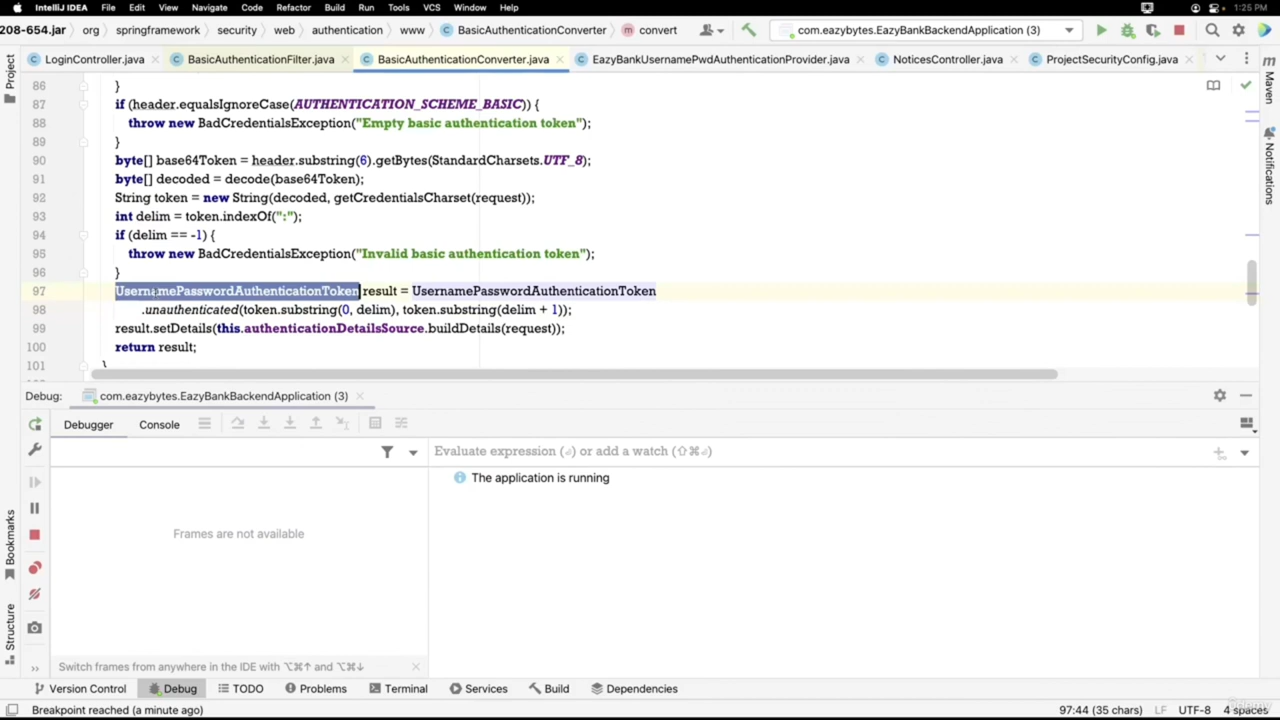 IntelliJ IDEA File Edit View Navigate Code Refactor Build Run Tools VCS Window Help 1:25 PM
208-654.jar org springframework security web authentication www BasicAuthenticationConverter convert com.eazybytes.EazyBankBackendApplication (3)
LoginController.java BasicAuthenticationFilter.java BasicAuthenticationConverter.java EazyBankUsernamePwdAuthenticationProvider.java NoticesController.java ProjectSecurityConfig.java
Project
Maven
Notifications
86 }
87 if (header.equalsIgnoreCase(AUTHENTICATION_SCHEME_BASIC)) {
88 throw new BadCredentialsException("Empty basic authentication token");
89 }
90 byte[] base64Token = header.substring(6).getBytes(StandardCharsets.UTF_8);
91 byte[] decoded = decode(base64Token);
92 String token = new String(decoded, getCredentialsCharset(request));
93 int delim = token.indexOf(":");
94 if (delim == -1) {
95 throw new BadCredentialsException("Invalid basic authentication token");
96 }
97 UsernamePasswordAuthenticationToken result = UsernamePasswordAuthenticationToken
98 .unauthenticated(token.substring(0, delim), token.substring(delim + 1));
99 result.setDetails(this.authenticationDetailsSource.buildDetails(request));
100 return result;
101 }
Debug: com.eazybytes.EazyBankBackendApplication (3)
Debugger Console
Evaluate expression (⏎) or add a watch (⇧⌘⏎)
The application is running
Frames are not available
Bookmarks
Structure
Switch frames from anywhere in the IDE with ⌥⌘↑ and ⌥⌘↓
Version Control Debug TODO Problems Terminal Services Build Dependencies
Breakpoint reached (a minute ago) 97:44 (35 chars) LF UTF-8 4 spaces